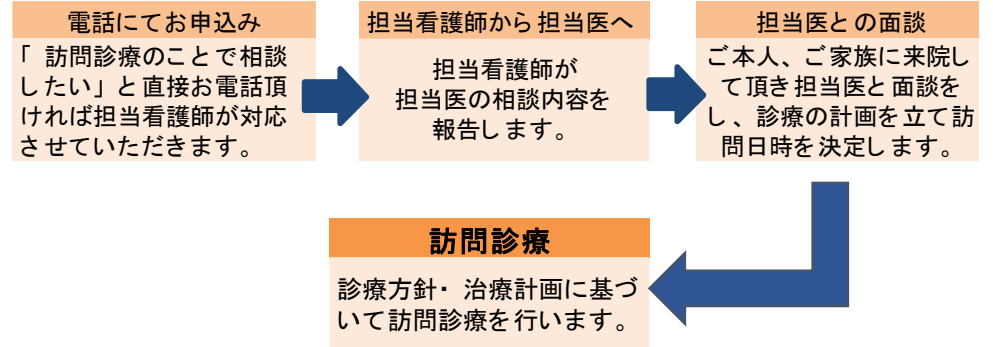 電話にてお申込み
「訪問診療のことで相談
したい」と直接お電話頂
ければ担当看護師が対応
させていただきます。
担当看護師から担当医へ
担当看護師が
担当医の相談内容を
報告します。
担当医との面談
ご本人、ご家族に来院し
て頂き担当医と面談を
し、診療の計画を立て訪
問日時を決定します。
訪問診療
診療方針・治療計画に基づ
いて訪問診療を行います。